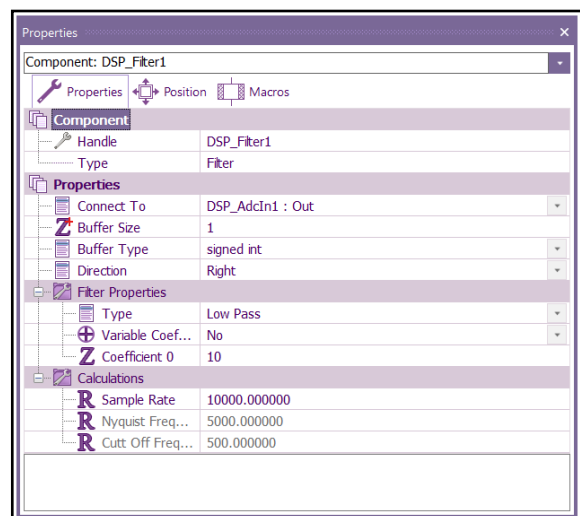 Properties
Component: DSP_Filter1
Properties Position Macros
Component
Handle DSP_Filter1
Type Filter
Properties
Connect To DSP_AdcIn1 : Out
Buffer Size 1
Buffer Type signed int
Direction Right
Filter Properties
Type Low Pass
Variable Coef... No
Coefficient 0 10
Calculations
Sample Rate 10000.000000
Nyquist Freq... 5000.000000
Cutt Off Freq... 500.000000